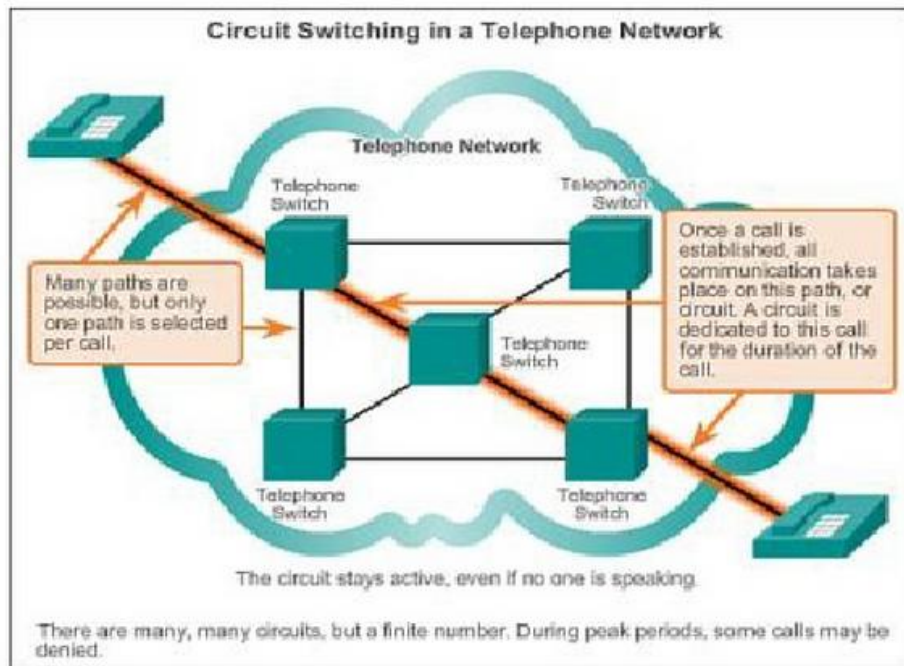 Circuit Switching in a Telephone Network
Telephone Network
Telephone
Switch
Telephone
Switch
Many paths are
possible, but only
one path is selected
per call.
Once a call is
established, all
communication takes
place on this path, or
circuit. A circuit is
dedicated to this call
for the duration of the
call.
Telephone
Switch
Telephone
Switch
Telephone
Switch
The circuit stays active, even if no one is speaking.
There are many, many circuits, but a finite number. During peak periods, some calls may be
denied.